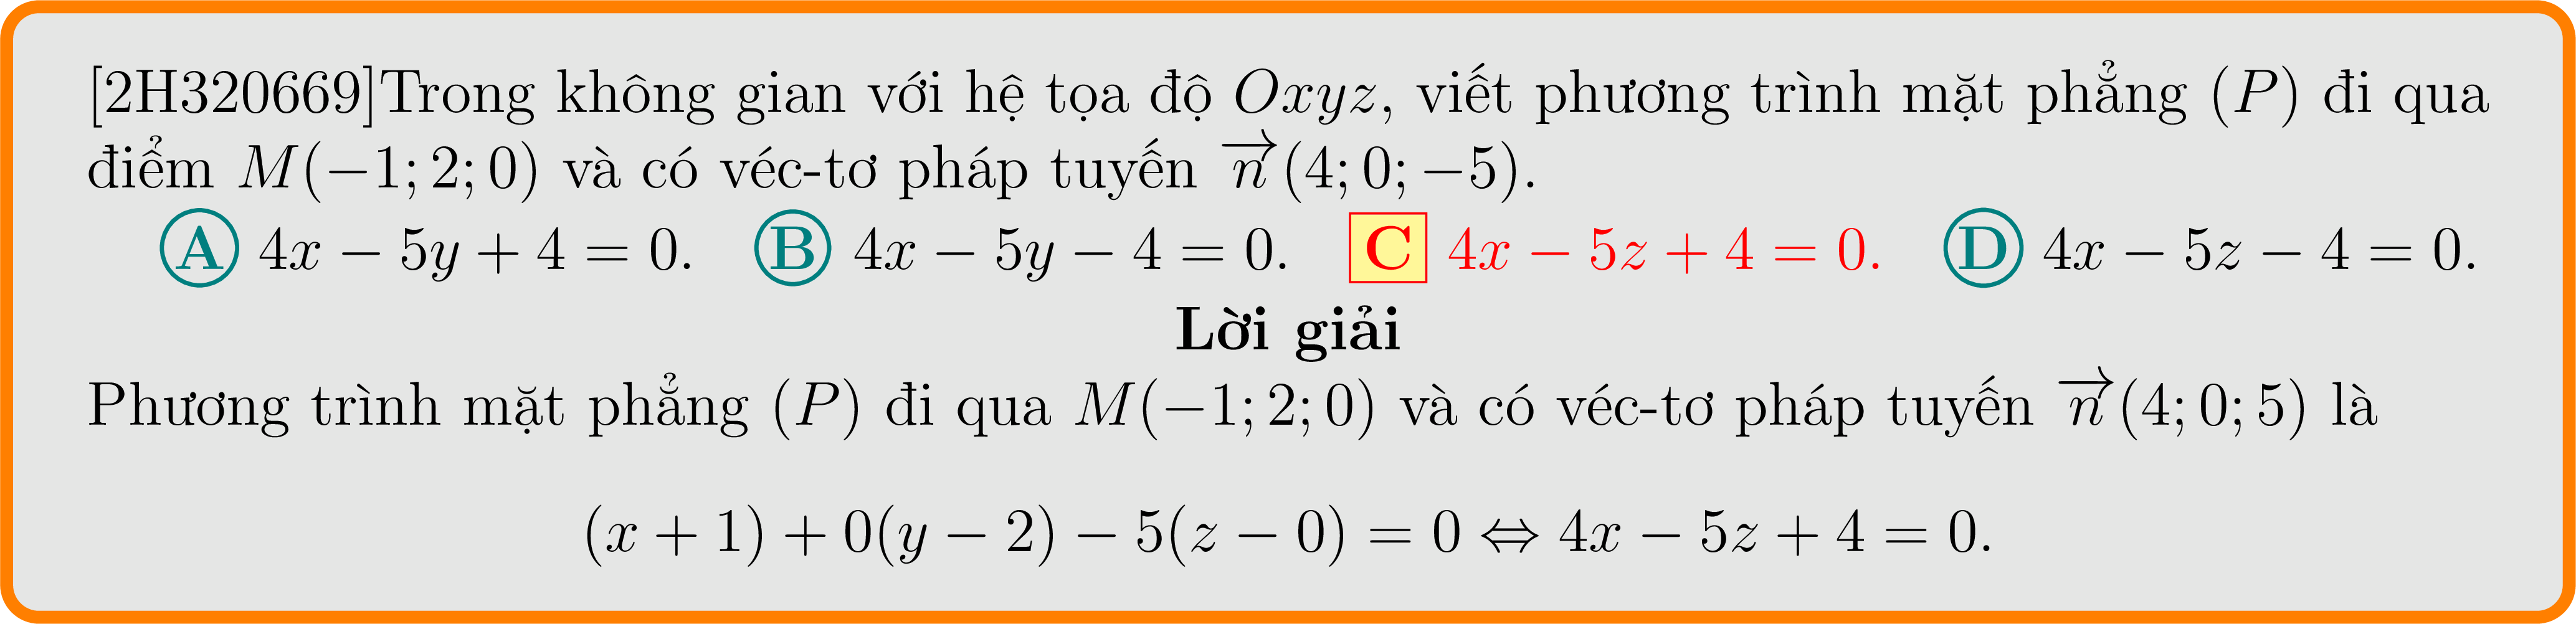 [2H320669]Trong không gian với hệ tọa độ Oxyz, viết phương trình mặt phẳng (P) đi qua
điểm M(−1; 2; 0) và có véc-tơ pháp tuyến n⃗(4; 0; −5).
A 4x − 5y + 4 = 0. B 4x − 5y − 4 = 0. C 4x − 5z + 4 = 0. D 4x − 5z − 4 = 0.
Lời giải
Phương trình mặt phẳng (P) đi qua M(−1; 2; 0) và có véc-tơ pháp tuyến n⃗(4; 0; 5) là
(x + 1) + 0(y − 2) − 5(z − 0) = 0 ⇔ 4x − 5z + 4 = 0.